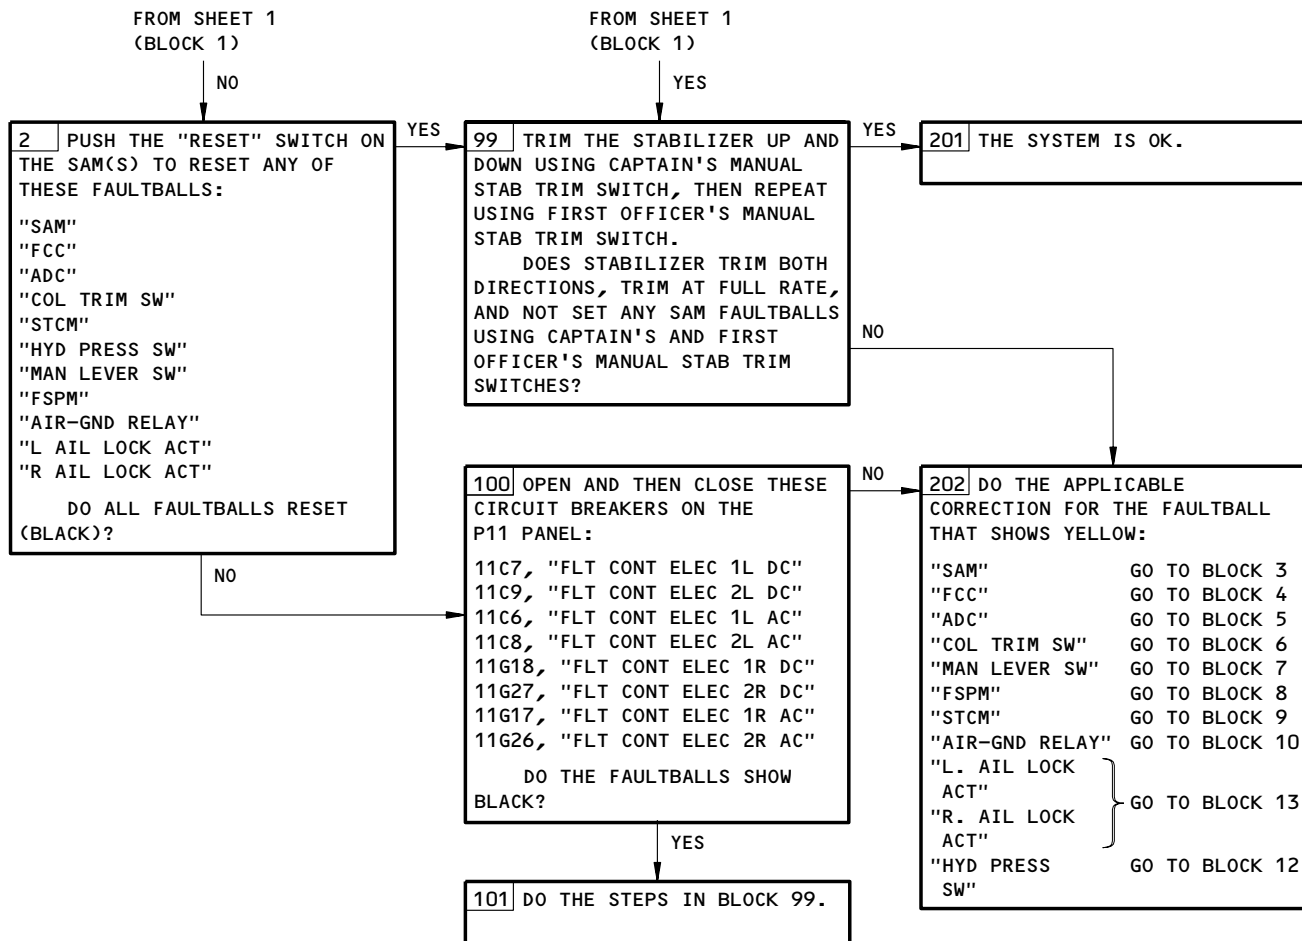 FROM SHEET 1
(BLOCK 1)
NO
FROM SHEET 1
(BLOCK 1)
YES
2 PUSH THE "RESET" SWITCH ON
THE SAM(S) TO RESET ANY OF
THESE FAULTBALLS:
"SAM"
"FCC"
"ADC"
"COL TRIM SW"
"STCM"
"HYD PRESS SW"
"MAN LEVER SW"
"FSPM"
"AIR-GND RELAY"
"L AIL LOCK ACT"
"R AIL LOCK ACT"
DO ALL FAULTBALLS RESET
(BLACK)?
YES
NO
99 TRIM THE STABILIZER UP AND
DOWN USING CAPTAIN'S MANUAL
STAB TRIM SWITCH, THEN REPEAT
USING FIRST OFFICER'S MANUAL
STAB TRIM SWITCH.
DOES STABILIZER TRIM BOTH
DIRECTIONS, TRIM AT FULL RATE,
AND NOT SET ANY SAM FAULTBALLS
USING CAPTAIN'S AND FIRST
OFFICER'S MANUAL STAB TRIM
SWITCHES?
YES
NO
201 THE SYSTEM IS OK.
100 OPEN AND THEN CLOSE THESE
CIRCUIT BREAKERS ON THE
P11 PANEL:
11C7, "FLT CONT ELEC 1L DC"
11C9, "FLT CONT ELEC 2L DC"
11C6, "FLT CONT ELEC 1L AC"
11C8, "FLT CONT ELEC 2L AC"
11G18, "FLT CONT ELEC 1R DC"
11G27, "FLT CONT ELEC 2R DC"
11G17, "FLT CONT ELEC 1R AC"
11G26, "FLT CONT ELEC 2R AC"
DO THE FAULTBALLS SHOW
BLACK?
NO
YES
202 DO THE APPLICABLE
CORRECTION FOR THE FAULTBALL
THAT SHOWS YELLOW:
"SAM" GO TO BLOCK 3
"FCC" GO TO BLOCK 4
"ADC" GO TO BLOCK 5
"COL TRIM SW" GO TO BLOCK 6
"MAN LEVER SW" GO TO BLOCK 7
"FSPM" GO TO BLOCK 8
"STCM" GO TO BLOCK 9
"AIR-GND RELAY" GO TO BLOCK 10
"L. AIL LOCK
ACT"
GO TO BLOCK 13
"R. AIL LOCK
ACT"
"HYD PRESS GO TO BLOCK 12
SW"
101 DO THE STEPS IN BLOCK 99.